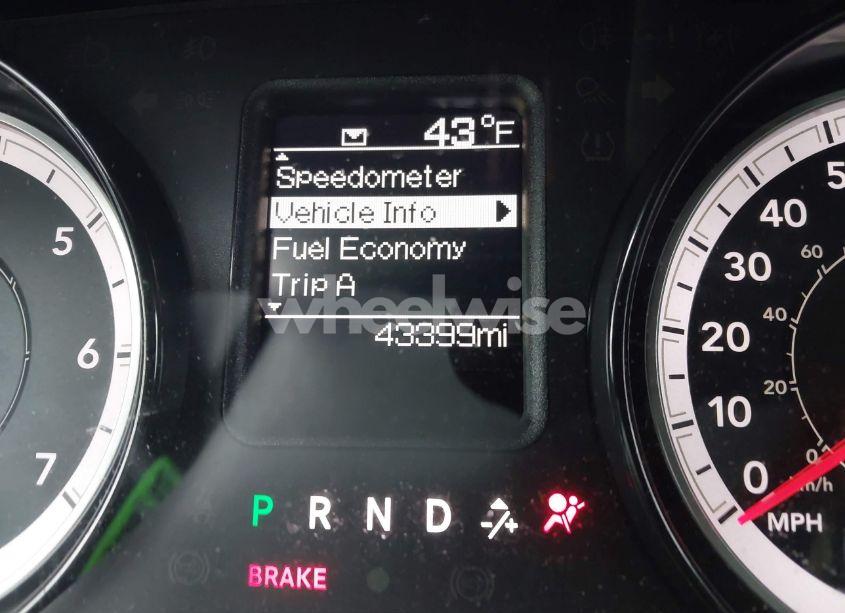 43°F
Speedometer
Vehicle Info
Fuel Economy
Trip A
wheelwise
43399mi
5
6
7
40
30
20
10
0
60
40
20
0
MPH
P R N D -/+
BRAKE